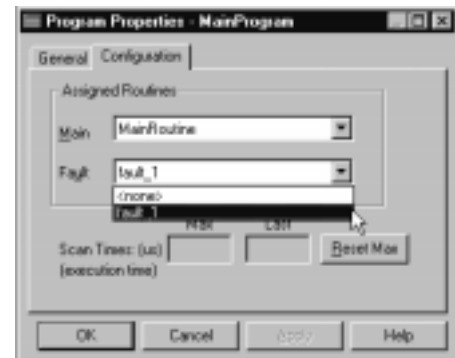 Program Properties - MainProgram
General Configuration
Assigned Routines
Main MainRoutine
Fault fault_1
<none>
fault_1
Max Last
Scan Times: (us) Reset Max
(execution time)
OK Cancel Apply Help